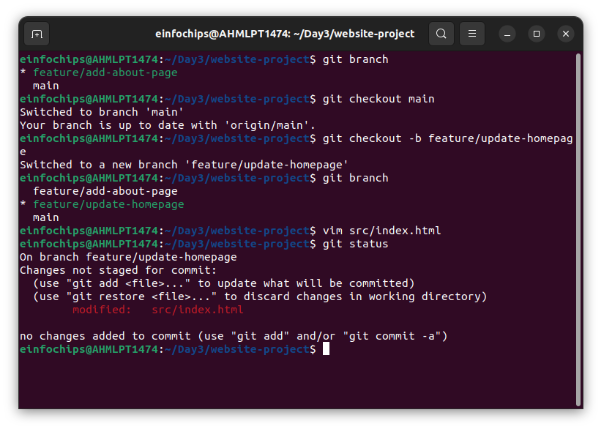 einfochips@AHMLPT1474: ~/Day3/website-project
einfochips@AHMLPT1474:~/Day3/website-project$ git branch
* feature/add-about-page
  main
einfochips@AHMLPT1474:~/Day3/website-project$ git checkout main
Switched to branch 'main'
Your branch is up to date with 'origin/main'.
einfochips@AHMLPT1474:~/Day3/website-project$ git checkout -b feature/update-homepag
e
Switched to a new branch 'feature/update-homepage'
einfochips@AHMLPT1474:~/Day3/website-project$ git branch
  feature/add-about-page
* feature/update-homepage
  main
einfochips@AHMLPT1474:~/Day3/website-project$ vim src/index.html
einfochips@AHMLPT1474:~/Day3/website-project$ git status
On branch feature/update-homepage
Changes not staged for commit:
  (use "git add <file>..." to update what will be committed)
  (use "git restore <file>..." to discard changes in working directory)
        modified:   src/index.html

no changes added to commit (use "git add" and/or "git commit -a")
einfochips@AHMLPT1474:~/Day3/website-project$